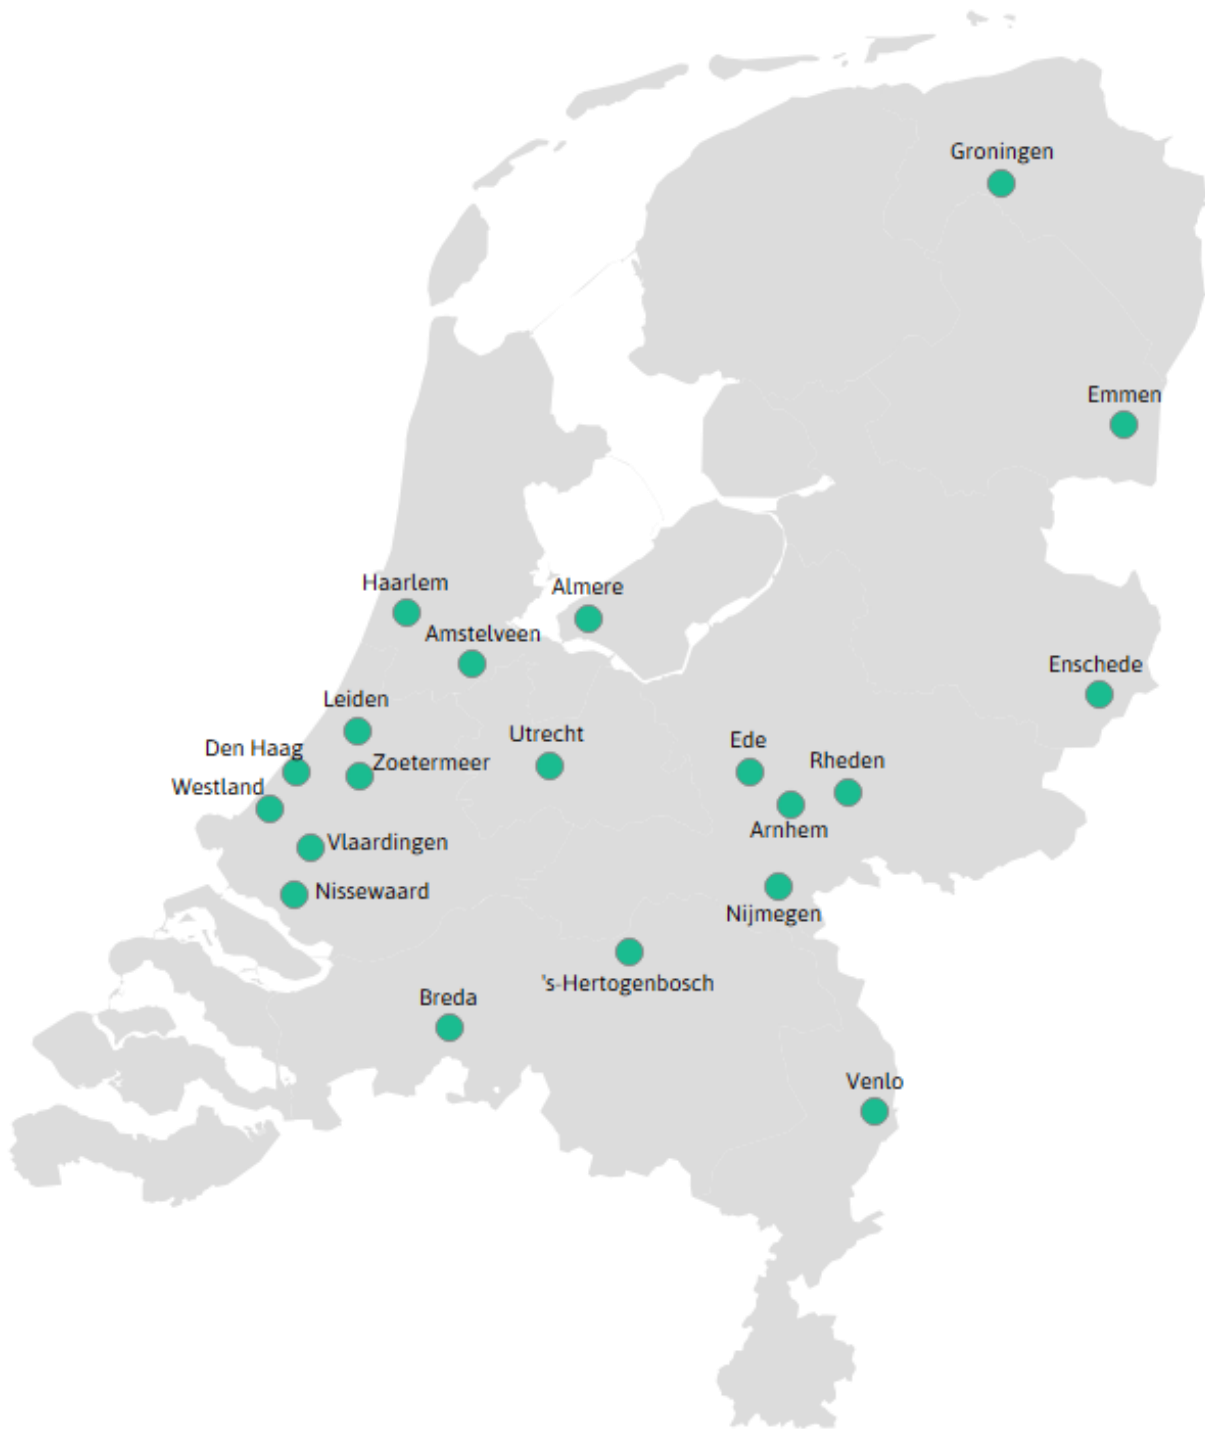 Groningen
Emmen
Haarlem
Almere
Amstelveen
Enschede
Leiden
Utrecht
Ede
Den Haag
Zoetermeer
Rheden
Westland
Arnhem
Vlaardingen
Nissewaard
Nijmegen
's-Hertogenbosch
Breda
Venlo